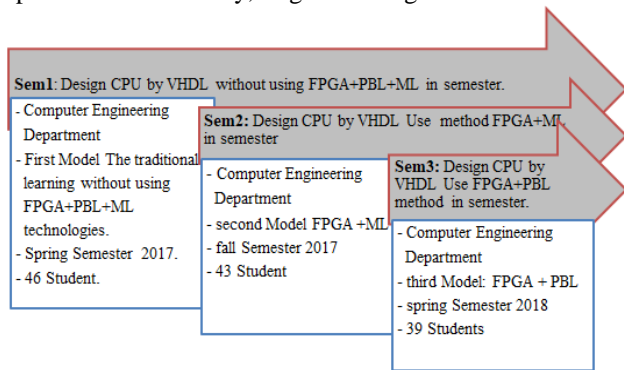 Sem1: Design CPU by VHDL without using FPGA+PBL+ML in semester.
- Computer Engineering
Department
- First Model The traditional
learning without using
FPGA+PBL+ML
technologies.
- Spring Semester 2017.
- 46 Student.
Sem2: Design CPU by VHDL Use method FPGA+ML
in semester
- Computer Engineering
Department
- second Model FPGA +ML
- fall Semester 2017
- 43 Student
Sem3: Design CPU by
VHDL Use FPGA+PBL
method in semester.
- Computer Engineering
Department
- third Model: FPGA + PBL
- spring Semester 2018
- 39 Students